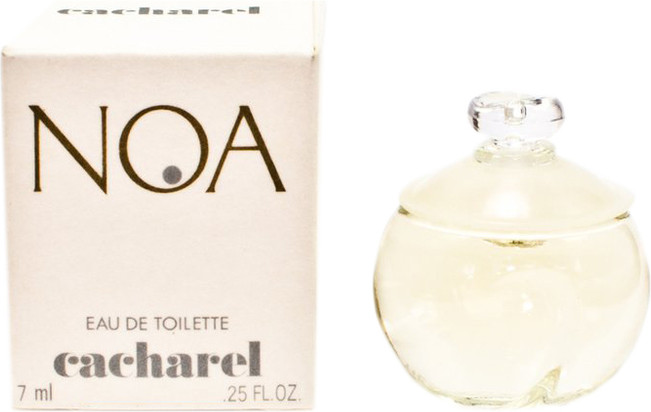 cacharel
NOA
EAU DE TOILETTE
cacharel
7 ml .25 FL.OZ.